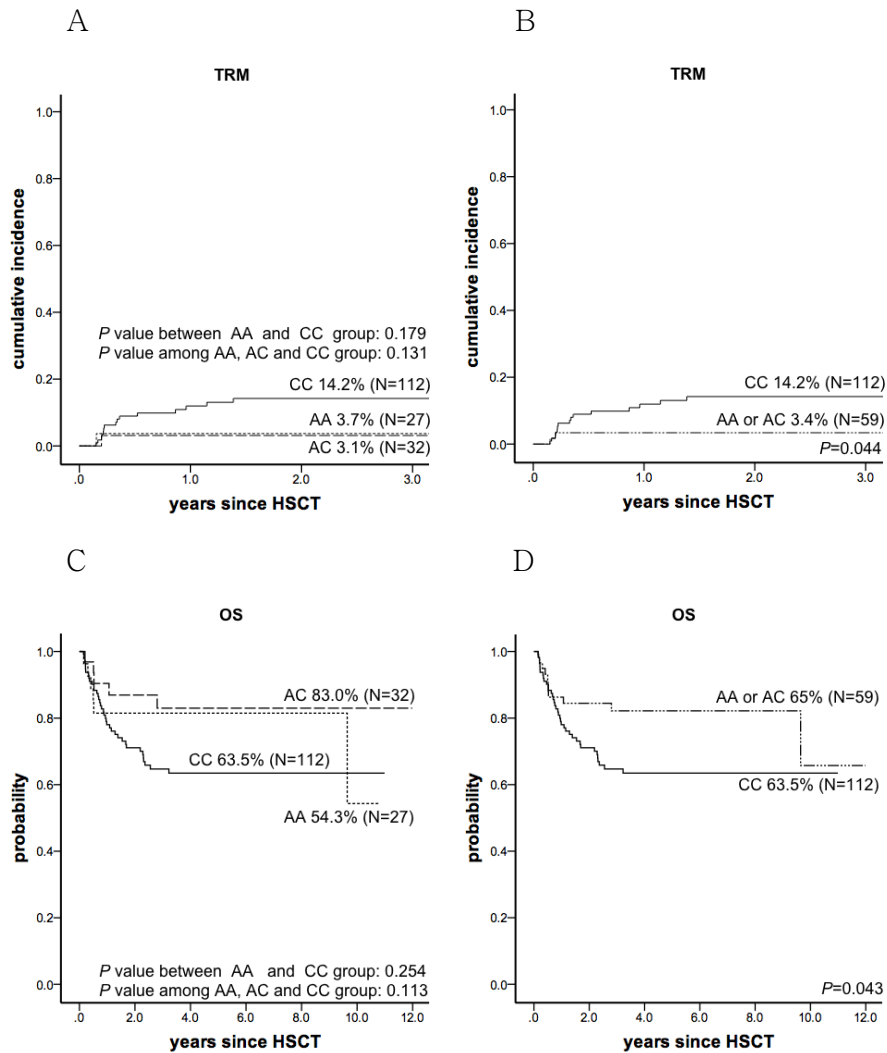 A
TRM
cumulative incidence
1.0
0.8
0.6
0.4
0.2
0.0
P value between AA and CC group: 0.179
P value among AA, AC and CC group: 0.131
CC 14.2% (N=112)
AA 3.7% (N=27)
AC 3.1% (N=32)
.0 1.0 2.0 3.0
years since HSCT
B
TRM
cumulative incidence
1.0
0.8
0.6
0.4
0.2
0.0
CC 14.2% (N=112)
AA or AC 3.4% (N=59)
P=0.044
.0 1.0 2.0 3.0
years since HSCT
C
OS
probability
1.0
0.8
0.6
0.4
0.2
0.0
AC 83.0% (N=32)
CC 63.5% (N=112)
AA 54.3% (N=27)
P value between AA and CC group: 0.254
P value among AA, AC and CC group: 0.113
.0 2.0 4.0 6.0 8.0 10.0 12.0
years since HSCT
D
OS
probability
1.0
0.8
0.6
0.4
0.2
0.0
AA or AC 65% (N=59)
CC 63.5% (N=112)
P=0.043
.0 2.0 4.0 6.0 8.0 10.0 12.0
years since HSCT